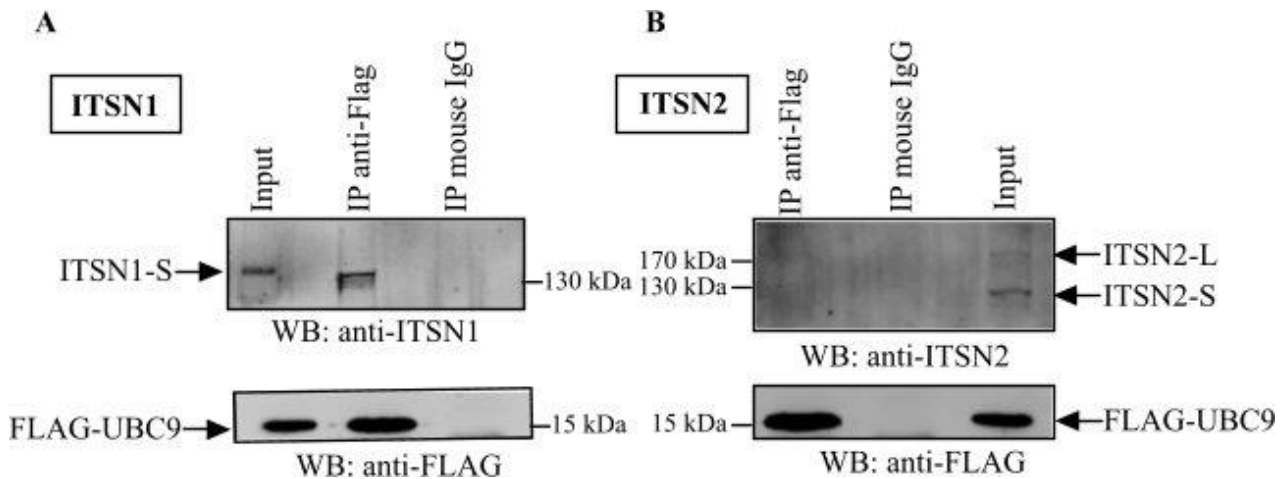 A
B
ITSN1
Input
IP anti-Flag
IP mouse IgG
ITSN2
IP anti-Flag
IP mouse IgG
Input
ITSN1-S
130 kDa
170 kDa
130 kDa
ITSN2-L
ITSN2-S
WB: anti-ITSN1
WB: anti-ITSN2
FLAG-UBC9
15 kDa
15 kDa
FLAG-UBC9
WB: anti-FLAG
WB: anti-FLAG